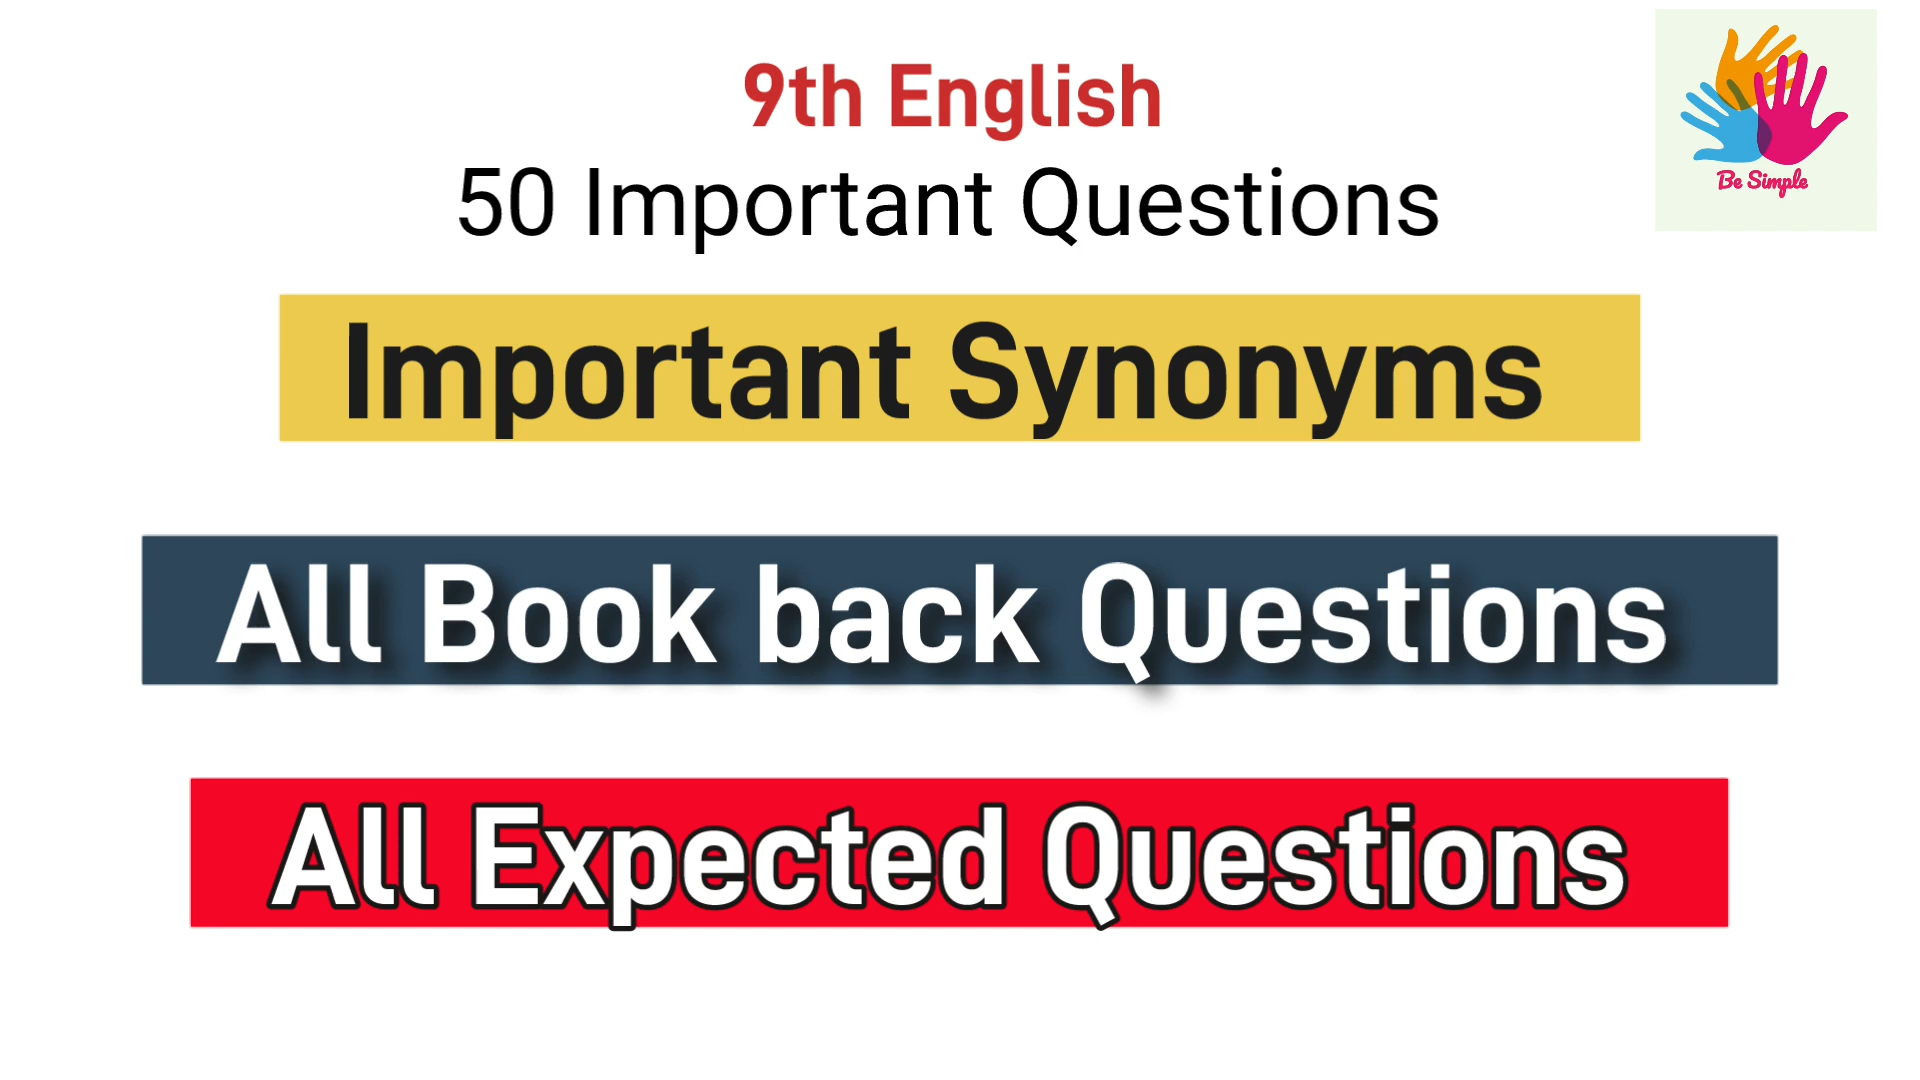 9th English
50 Important Questions
Be Simple
Important Synonyms
All Book back Questions
All Expected Questions